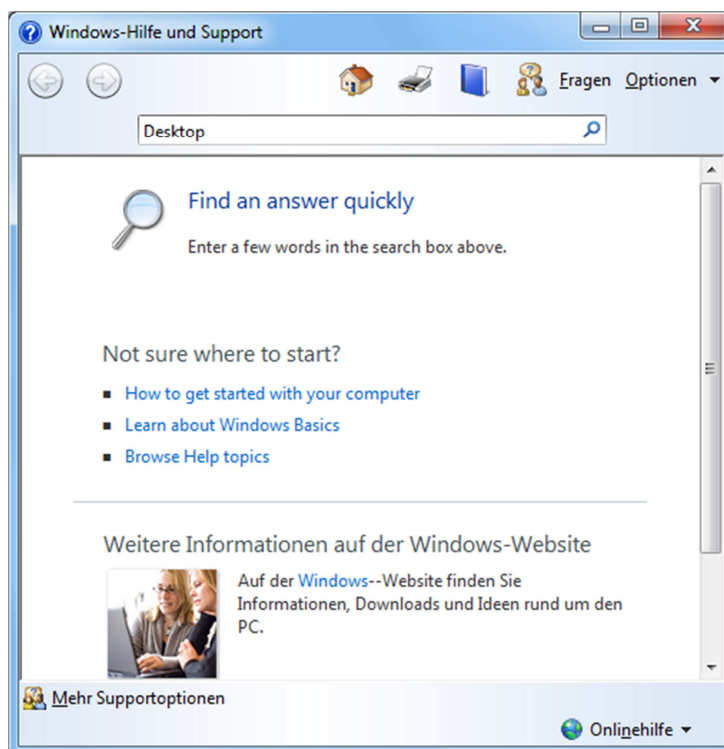 Windows-Hilfe und Support
Fragen Optionen
Desktop
Find an answer quickly
Enter a few words in the search box above.
Not sure where to start?
How to get started with your computer
Learn about Windows Basics
Browse Help topics
Weitere Informationen auf der Windows-Website
Auf der Windows--Website finden Sie
Informationen, Downloads und Ideen rund um den
PC.
Mehr Supportoptionen
Onlinehilfe